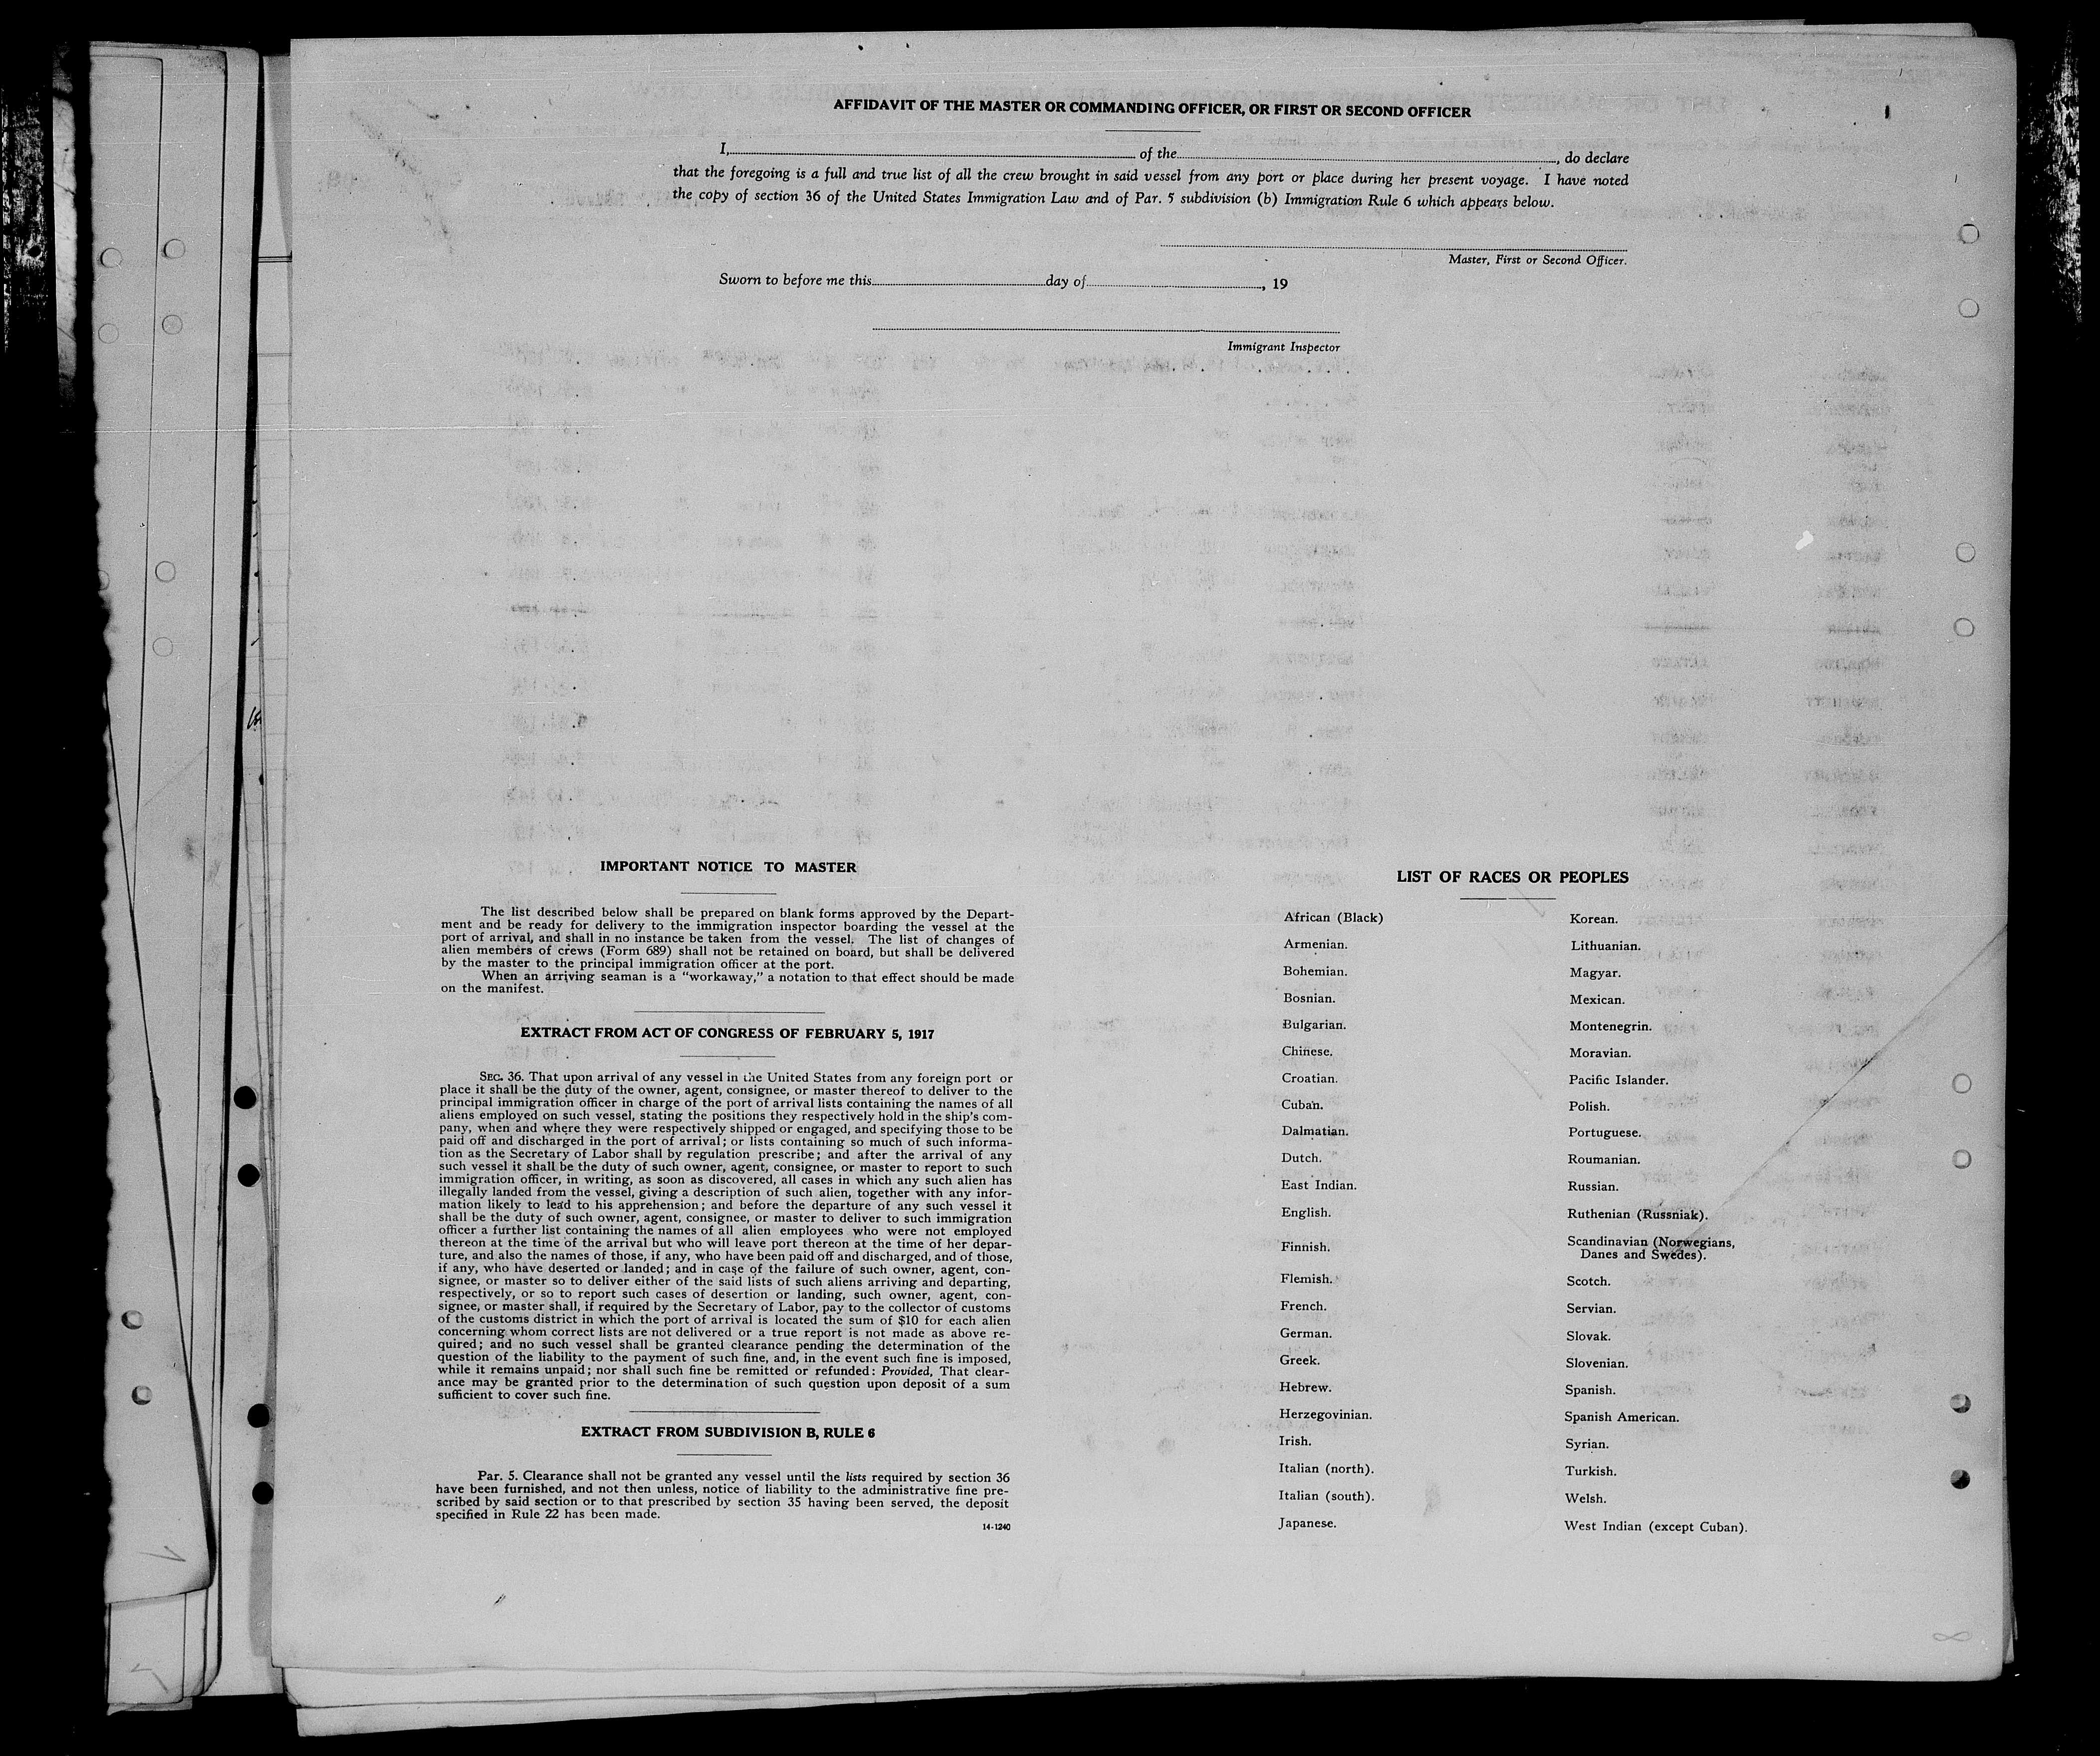 AFFIDAVIT OF THE MASTER OR COMMANDING OFFICER, OR FIRST OR SECOND OFFICER
I, of the , do declare
that the foregoing is a full and true list of all the crew brought in said vessel from any port or place during her present voyage. I have noted
the copy of section 36 of the United States Immigration Law and of Par. 5 subdivision (b) Immigration Rule 6 which appears below.
Master, First or Second Officer.
Sworn to before me this day of , 19
Immigrant Inspector
IMPORTANT NOTICE TO MASTER
The list described below shall be prepared on blank forms approved by the Depart-
ment and be ready for delivery to the immigration inspector boarding the vessel at the
port of arrival, and shall in no instance be taken from the vessel. The list of changes of
alien members of crews (Form 689) shall not be retained on board, but shall be delivered
by the master to the principal immigration officer at the port.
When an arriving seaman is a "workaway," a notation to that effect should be made
on the manifest.
EXTRACT FROM ACT OF CONGRESS OF FEBRUARY 5, 1917
SEC. 36. That upon arrival of any vessel in the United States from any foreign port or
place it shall be the duty of the owner, agent, consignee, or master thereof to deliver to the
principal immigration officer in charge of the port of arrival lists containing the names of all
aliens employed on such vessel, stating the positions they respectively hold in the ship's com-
pany, when and where they were respectively shipped or engaged, and specifying those to be
paid off and discharged in the port of arrival; or lists containing so much of such informa-
tion as the Secretary of Labor shall by regulation prescribe; and after the arrival of any
such vessel it shall be the duty of such owner, agent, consignee, or master to report to such
immigration officer, in writing, as soon as discovered, all cases in which any such alien has
illegally landed from the vessel, giving a description of such alien, together with any infor-
mation likely to lead to his apprehension; and before the departure of any such vessel it
shall be the duty of such owner, agent, consignee, or master to deliver to such immigration
officer a further list containing the names of all alien employees who were not employed
thereon at the time of the arrival but who will leave port thereon at the time of her depar-
ture, and also the names of those, if any, who have been paid off and discharged, and of those,
if any, who have deserted or landed; and in case of the failure of such owner, agent, con-
signee, or master so to deliver either of the said lists of such aliens arriving and departing,
respectively, or so to report such cases of desertion or landing, such owner, agent, con-
signee, or master shall, if required by the Secretary of Labor, pay to the collector of customs
of the customs district in which the port of arrival is located the sum of $10 for each alien
concerning whom correct lists are not delivered or a true report is not made as above re-
quired; and no such vessel shall be granted clearance pending the determination of the
question of the liability to the payment of such fine, and, in the event such fine is imposed,
while it remains unpaid; nor shall such fine be remitted or refunded: Provided, That clear-
ance may be granted prior to the determination of such question upon deposit of a sum
sufficient to cover such fine.
EXTRACT FROM SUBDIVISION B, RULE 6
Par. 5. Clearance shall not be granted any vessel until the lists required by section 36
have been furnished, and not then unless, notice of liability to the administrative fine pre-
scribed by said section or to that prescribed by section 35 having been served, the deposit
specified in Rule 22 has been made.
14-1240
LIST OF RACES OR PEOPLES
African (Black)
Armenian.
Bohemian.
Bosnian.
Bulgarian.
Chinese.
Croatian.
Cuban.
Dalmatian.
Dutch.
East Indian.
English.
Finnish.
Flemish.
French.
German.
Greek.
Hebrew.
Herzegovinian.
Irish.
Italian (north).
Italian (south).
Japanese.
Korean.
Lithuanian.
Magyar.
Mexican.
Montenegrin.
Moravian.
Pacific Islander.
Polish.
Portuguese.
Roumanian.
Russian.
Ruthenian (Russniak).
Scandinavian (Norwegians,
Danes and Swedes).
Scotch.
Servian.
Slovak.
Slovenian.
Spanish.
Spanish American.
Syrian.
Turkish.
Welsh.
West Indian (except Cuban).